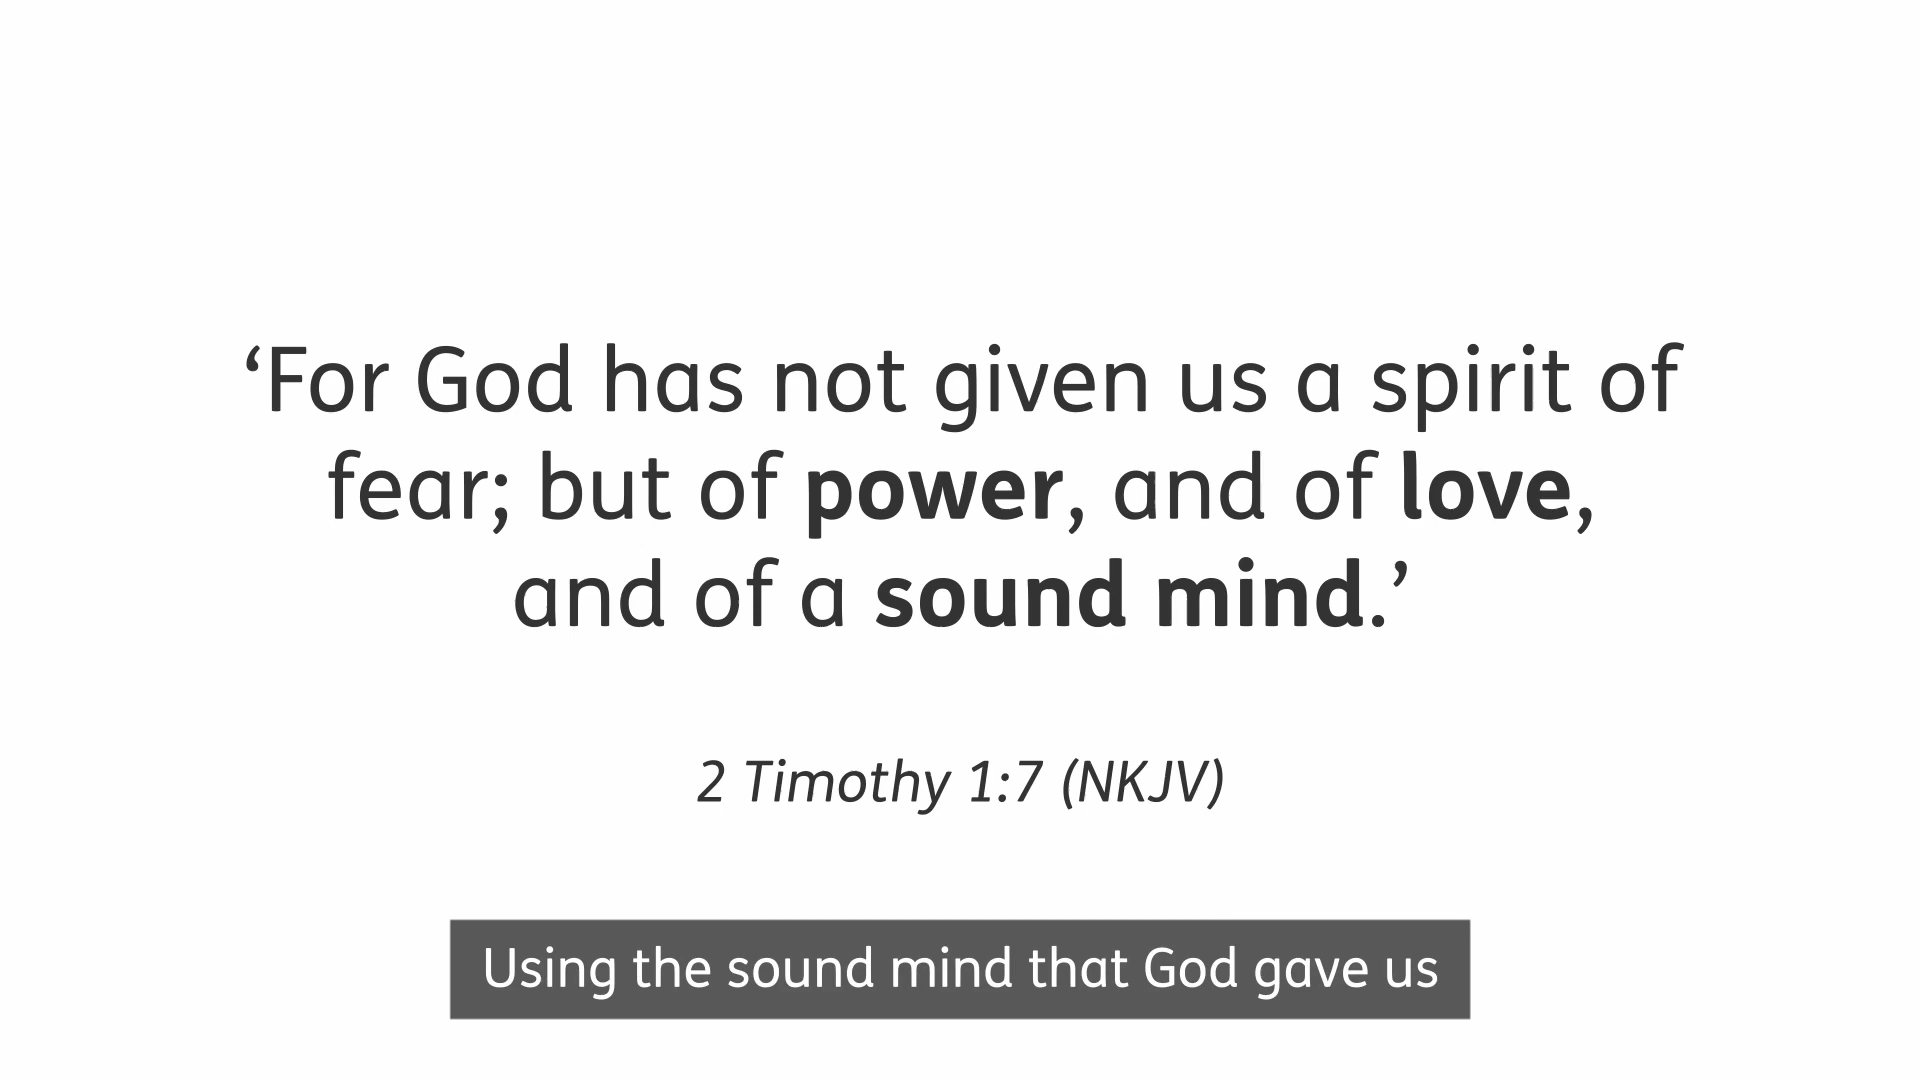 ‘For God has not given us a spirit of
fear; but of power, and of love,
and of a sound mind.’
2 Timothy 1:7 (NKJV)
Using the sound mind that God gave us